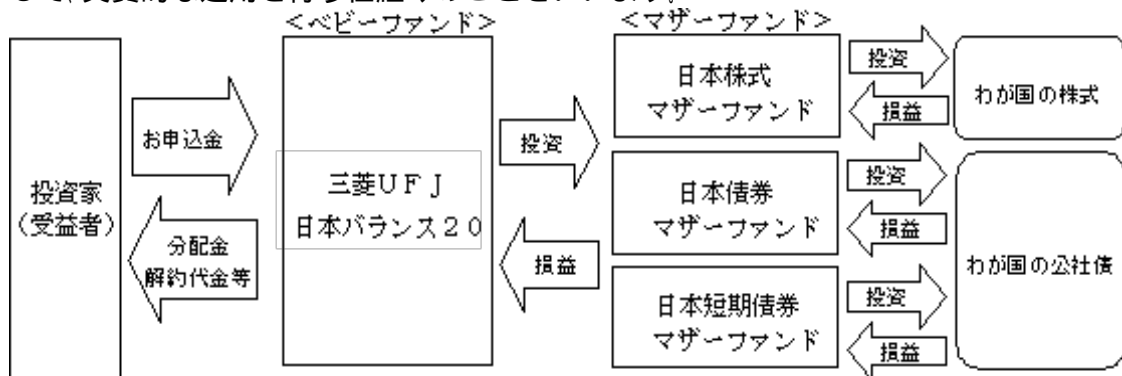 <ベビーファンド>
<マザーファンド>
投資家
(受益者)
お申込金
分配金
解約代金等
三菱UFJ
日本バランス20
投資
損益
日本株式
マザーファンド
投資
損益
わが国の株式
日本債券
マザーファンド
投資
損益
日本短期債券
マザーファンド
投資
損益
わが国の公社債